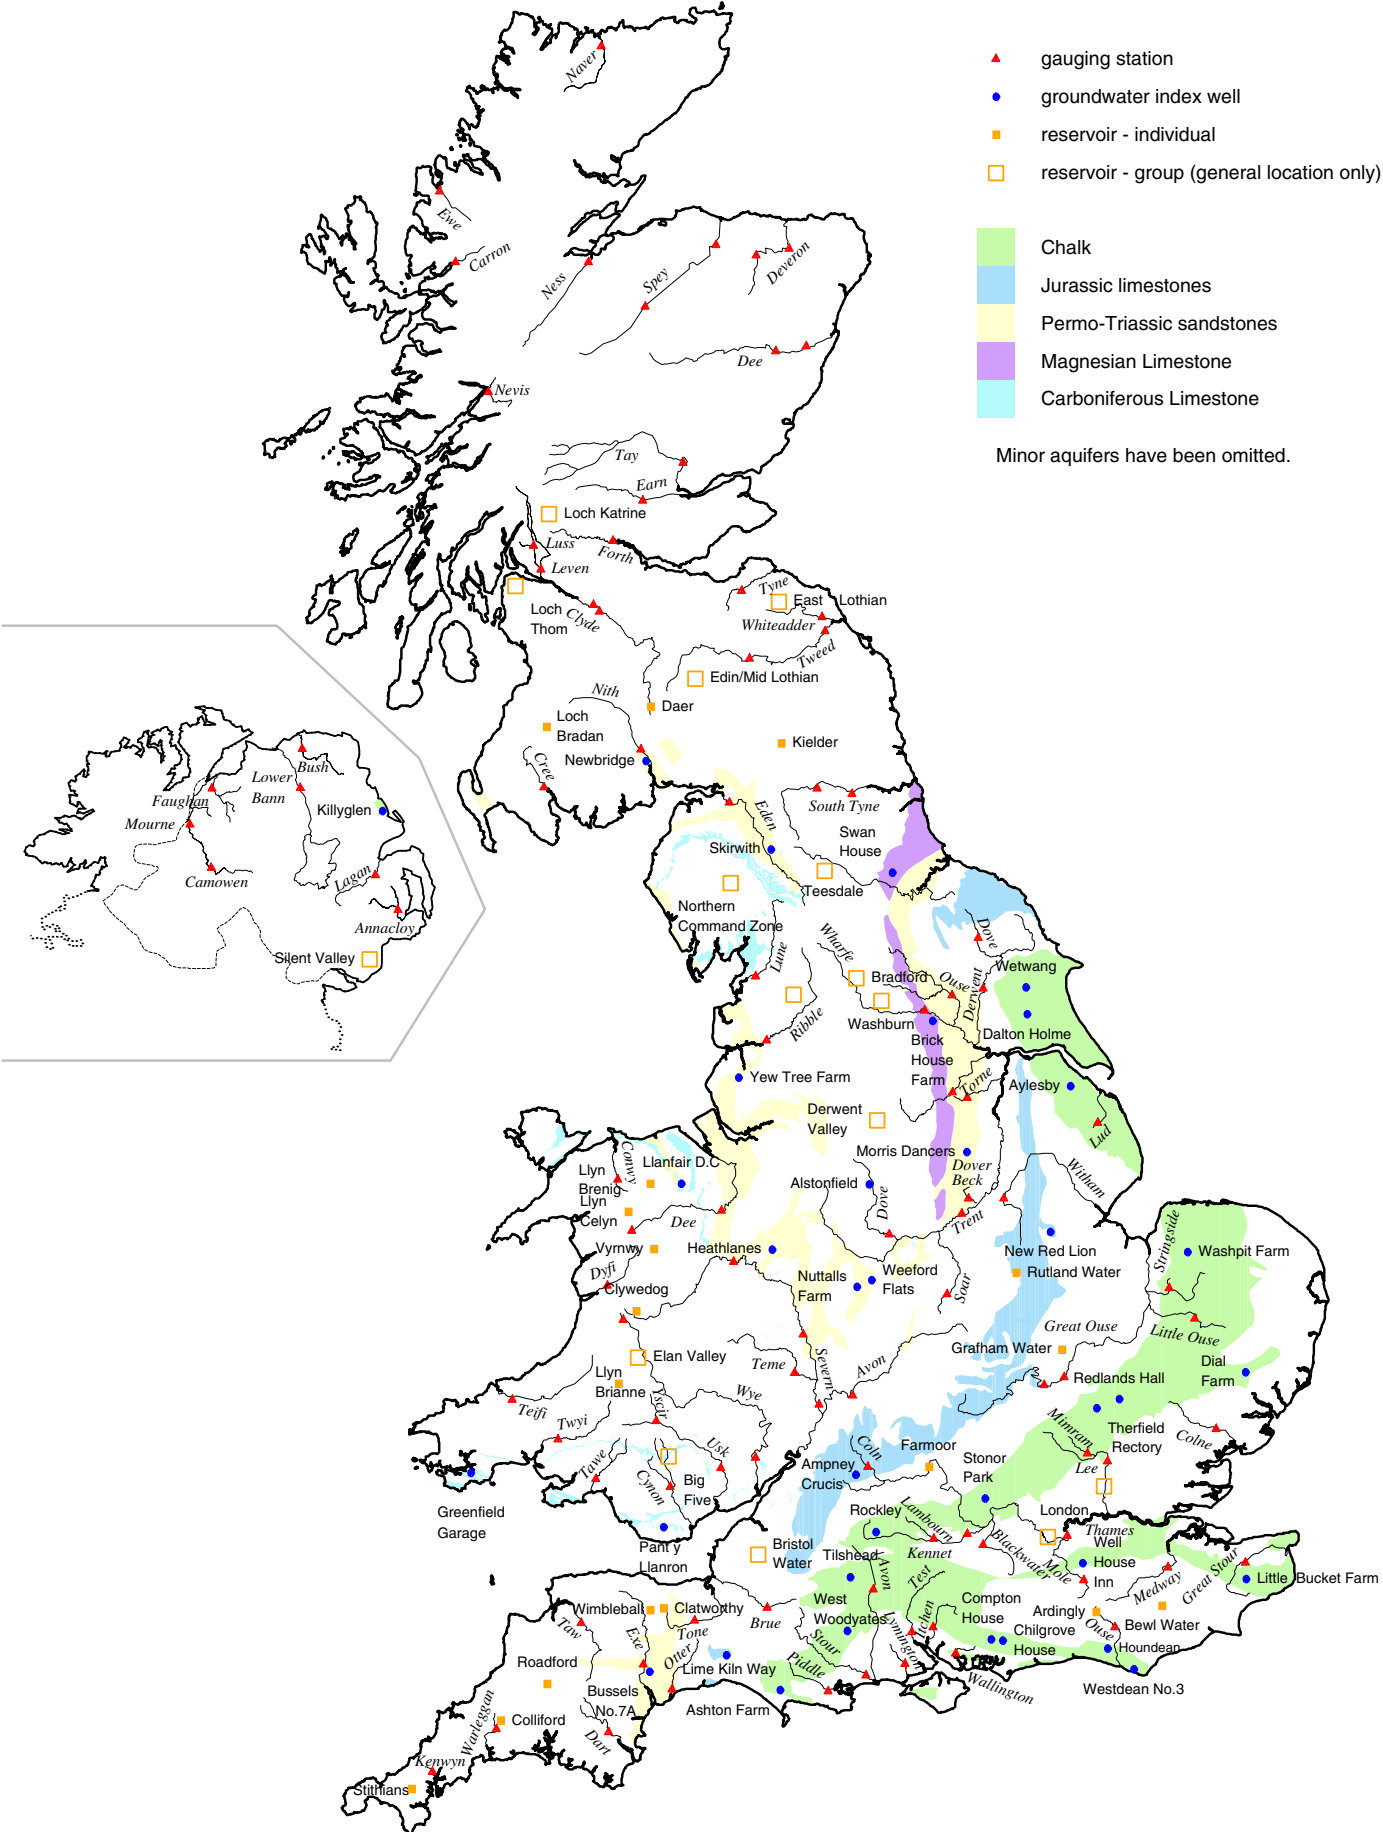 gauging station
groundwater index well
reservoir - individual
reservoir - group (general location only)
Chalk
Jurassic limestones
Permo-Triassic sandstones
Magnesian Limestone
Carboniferous Limestone
Minor aquifers have been omitted.
Naver
Ewe
Carron
Ness
Spey
Deveron
Dee
Nevis
Tay
Earn
Loch Katrine
Luss
Forth
Leven
Tyne
East Lothian
Loch
Thom
Clyde
Whiteadder
Tweed
Edin/Mid Lothian
Nith
Daer
Loch
Bradan
Kielder
Newbridge
Cree
Bush
Lower
Bann
Faughan
Killyglen
Mourne
Camowen
Lagan
Annacloy
Silent Valley
South Tyne
Eden
Swan
House
Skirwith
Teesdale
Northern
Command Zone
Lune
Wharfe
Dove
Wetwang
Bradford
Ouse
Derwent
Washburn
Ribble
Dalton Holme
Brick
House
Farm
Yew Tree Farm
Torne
Aylesby
Derwent
Valley
Lud
Morris Dancers
Dover
Beck
Witham
Conwy
Llanfair D.C
Llyn
Brenig
Alstonfield
Dove
Llyn
Celyn
Dee
Trent
Stringside
Vyrnwy
Heathlanes
New Red Lion
Washpit Farm
Dyfi
Nuttalls
Farm
Weeford
Flats
Soar
Rutland Water
Clywedog
Great Ouse
Little Ouse
Grafham Water
Elan Valley
Teme
Severn
Avon
Dial
Farm
Llyn
Brianne
Redlands Hall
Yscir
Wye
Teifi
Twyi
Mimram
Therfield
Rectory
Colne
Usk
Coln
Farmoor
Tawe
Lee
Ampney
Crucis
Stonor
Park
Cynon
Big
Five
Greenfield
Garage
Rockley
Lambourn
London
Thames
Pant y
Llanron
Bristol
Water
Tilshead
Kennet
Blackwater
Well
House
Inn
Mole
Avon
Test
Great Stour
Medway
Little Bucket Farm
Wimbleball
Clatworthy
West
Woodyates
Compton
House
Ardingly
Bewl Water
Taw
Exe
Tone
Brue
Itchen
Lymington
Chilgrove
House
Ouse
Houndean
Stour
Otter
Roadford
Lime Kiln Way
Piddle
Wallington
Westdean No.3
Bussels
No.7A
Ashton Farm
Colliford
Warleggan
Dart
Kenwyn
Stithians